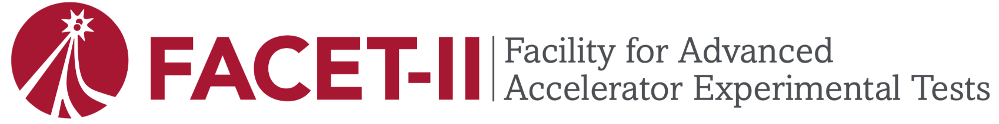 FACET-II
Facility for Advanced
Accelerator Experimental Tests